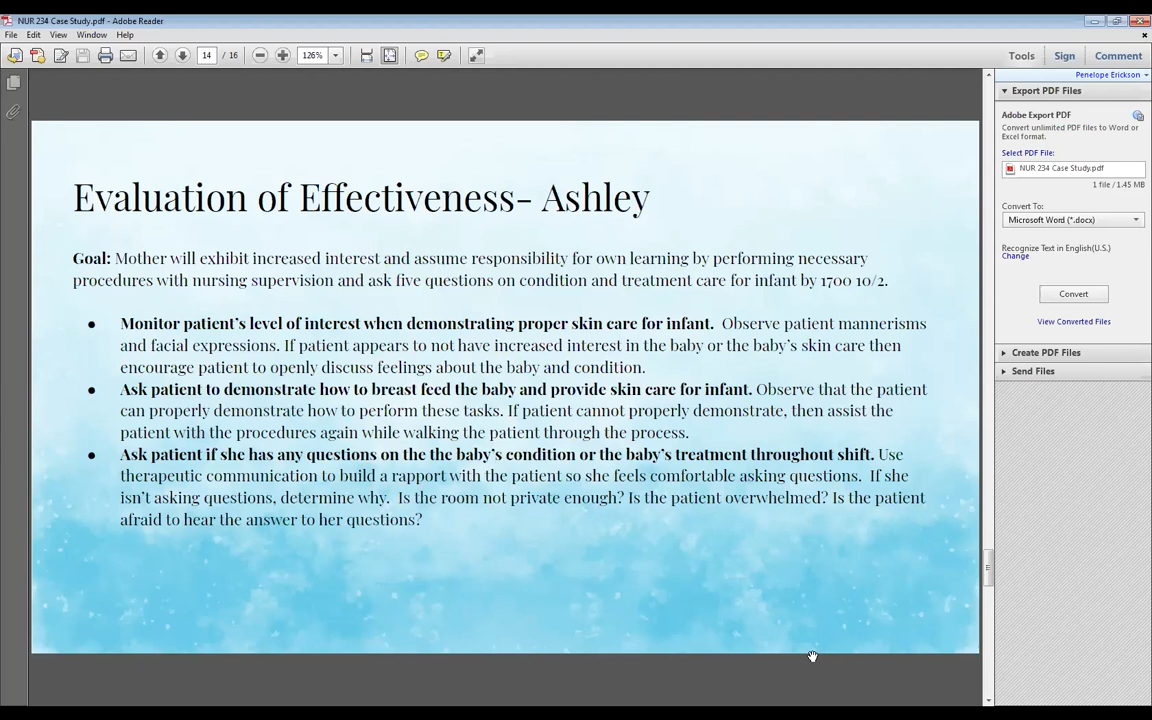 NUR 234 Case Study.pdf - Adobe Reader
File Edit View Window Help
14 / 16 126% Tools Sign Comment
Penelope Erickson
Export PDF Files
Adobe Export PDF
Convert unlimited PDF files to Word or
Excel format.
Select PDF File:
NUR 234 Case Study.pdf
1 file / 1.45 MB
Convert To:
Microsoft Word (*.docx)
Recognize Text in English(U.S.)
Change
Convert
View Converted Files
Create PDF Files
Send Files
Evaluation of Effectiveness- Ashley
Goal: Mother will exhibit increased interest and assume responsibility for own learning by performing necessary
procedures with nursing supervision and ask five questions on condition and treatment care for infant by 1700 10/2.
● Monitor patient’s level of interest when demonstrating proper skin care for infant. Observe patient mannerisms
and facial expressions. If patient appears to not have increased interest in the baby or the baby’s skin care then
encourage patient to openly discuss feelings about the baby and condition.
● Ask patient to demonstrate how to breast feed the baby and provide skin care for infant. Observe that the patient
can properly demonstrate how to perform these tasks. If patient cannot properly demonstrate, then assist the
patient with the procedures again while walking the patient through the process.
● Ask patient if she has any questions on the the baby’s condition or the baby’s treatment throughout shift. Use
therapeutic communication to build a rapport with the patient so she feels comfortable asking questions. If she
isn’t asking questions, determine why. Is the room not private enough? Is the patient overwhelmed? Is the patient
afraid to hear the answer to her questions?